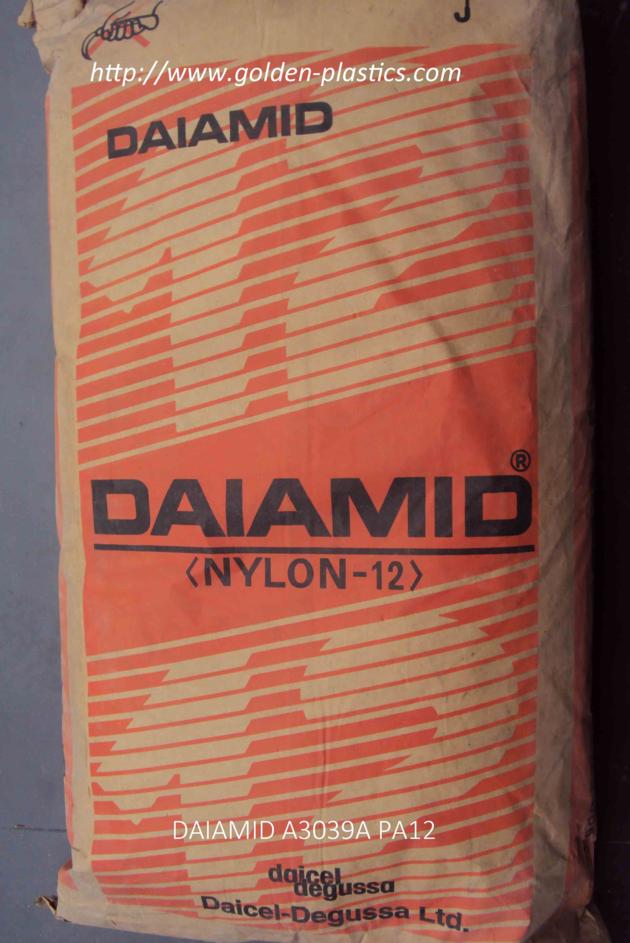 J
http://www.golden-plastics.com
DAIAMID
DAIAMID®
〈NYLON-12〉
DAIAMID A3039A PA12
daicel
degussa
Daicel-Degussa Ltd.